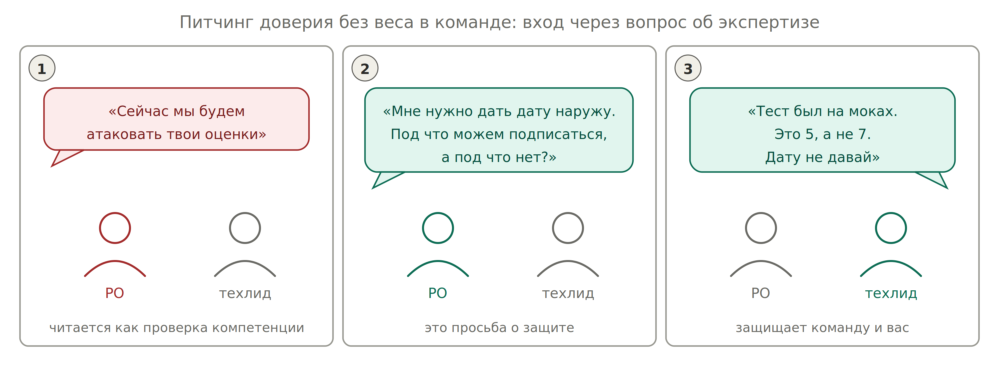 Питчинг доверия без веса в команде: вход через вопрос об экспертизе
1
«Сейчас мы будем
атаковать твои оценки»
PO
техлид
читается как проверка компетенции
2
«Мне нужно дать дату наружу.
Под что можем подписаться,
а под что нет?»
PO
техлид
это просьба о защите
3
«Тест был на моках.
Это 5, а не 7.
Дату не давай»
PO
техлид
защищает команду и вас